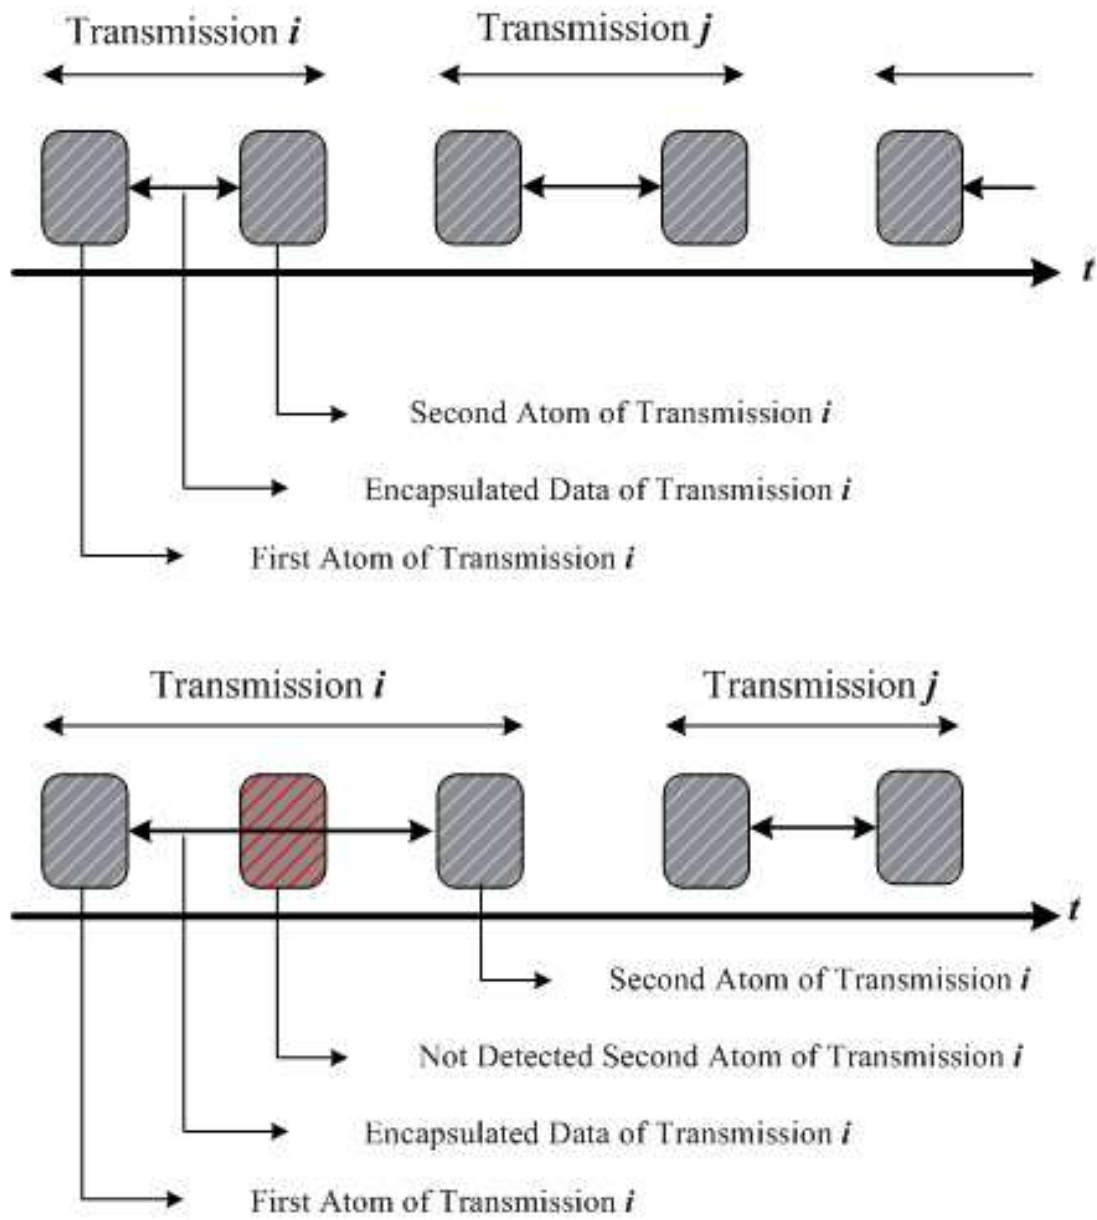 Transmission i
Transmission j
t
Second Atom of Transmission i
Encapsulated Data of Transmission i
First Atom of Transmission i
Transmission i
Transmission j
t
Second Atom of Transmission i
Not Detected Second Atom of Transmission i
Encapsulated Data of Transmission i
First Atom of Transmission i